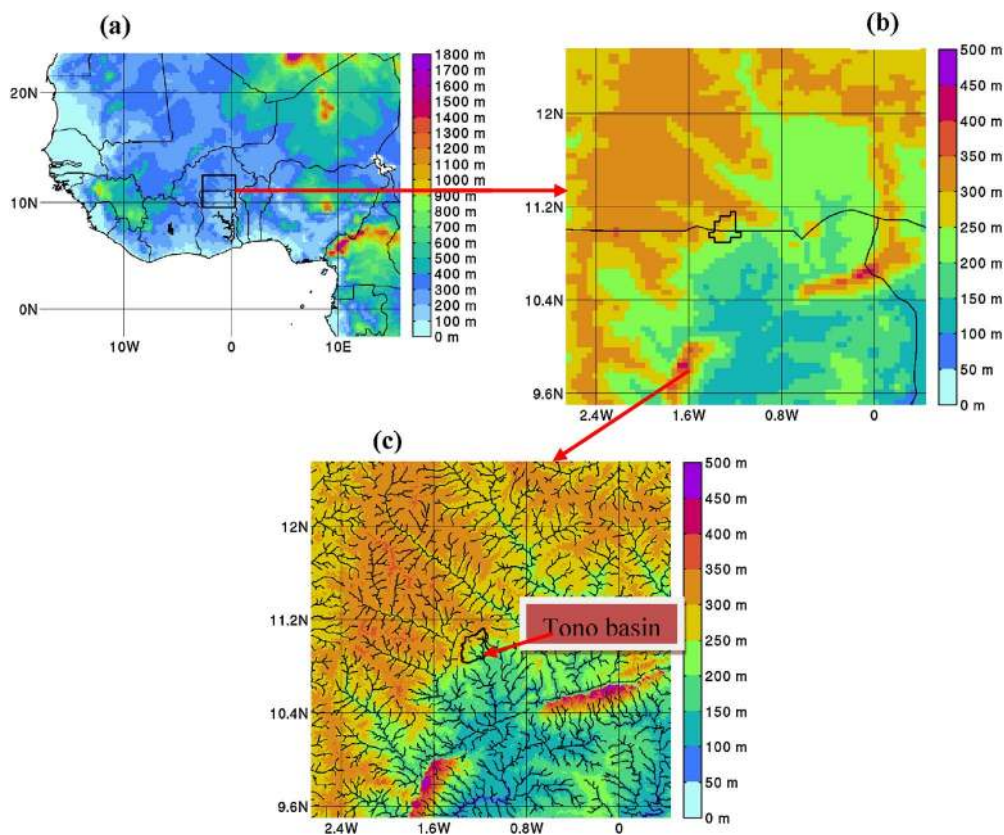 (a)
1800 m
1700 m
1600 m
1500 m
1400 m
1300 m
1200 m
1100 m
1000 m
900 m
800 m
700 m
600 m
500 m
400 m
300 m
200 m
100 m
0 m
20N
10N
0N
10W
0
10E
(b)
500 m
450 m
400 m
350 m
300 m
250 m
200 m
150 m
100 m
50 m
0 m
12N
11.2N
10.4N
9.6N
2.4W
1.6W
0.8W
0
(c)
500 m
450 m
400 m
350 m
300 m
250 m
200 m
150 m
100 m
50 m
0 m
12N
11.2N
10.4N
9.6N
Tono basin
2.4W
1.6W
0.8W
0